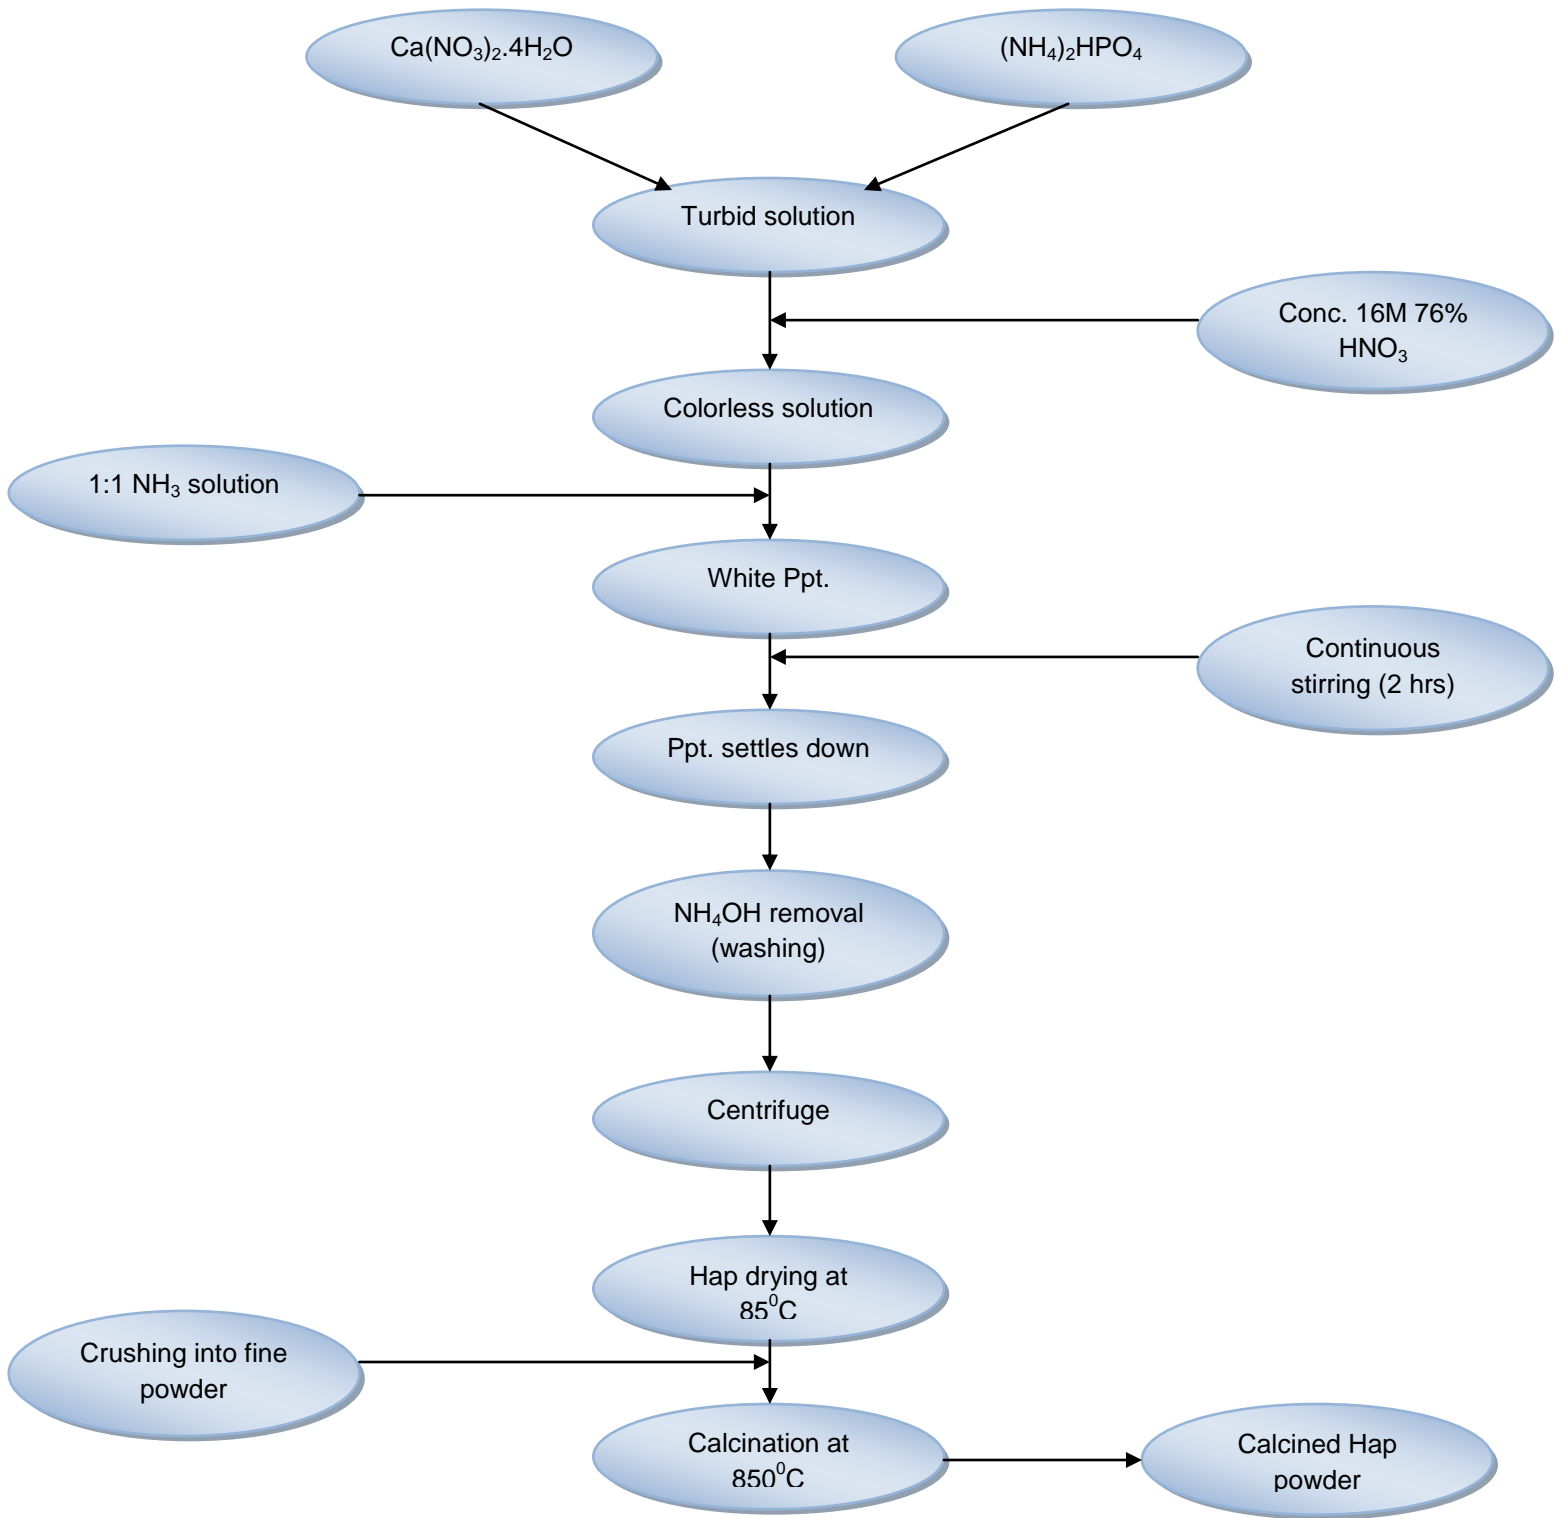 Ca(NO₃)₂.4H₂O
(NH₄)₂HPO₄
Turbid solution
Conc. 16M 76%
HNO₃
Colorless solution
1:1 NH₃ solution
White Ppt.
Continuous
stirring (2 hrs)
Ppt. settles down
NH₄OH removal
(washing)
Centrifuge
Hap drying at
85⁰C
Crushing into fine
powder
Calcination at
850⁰C
Calcined Hap
powder